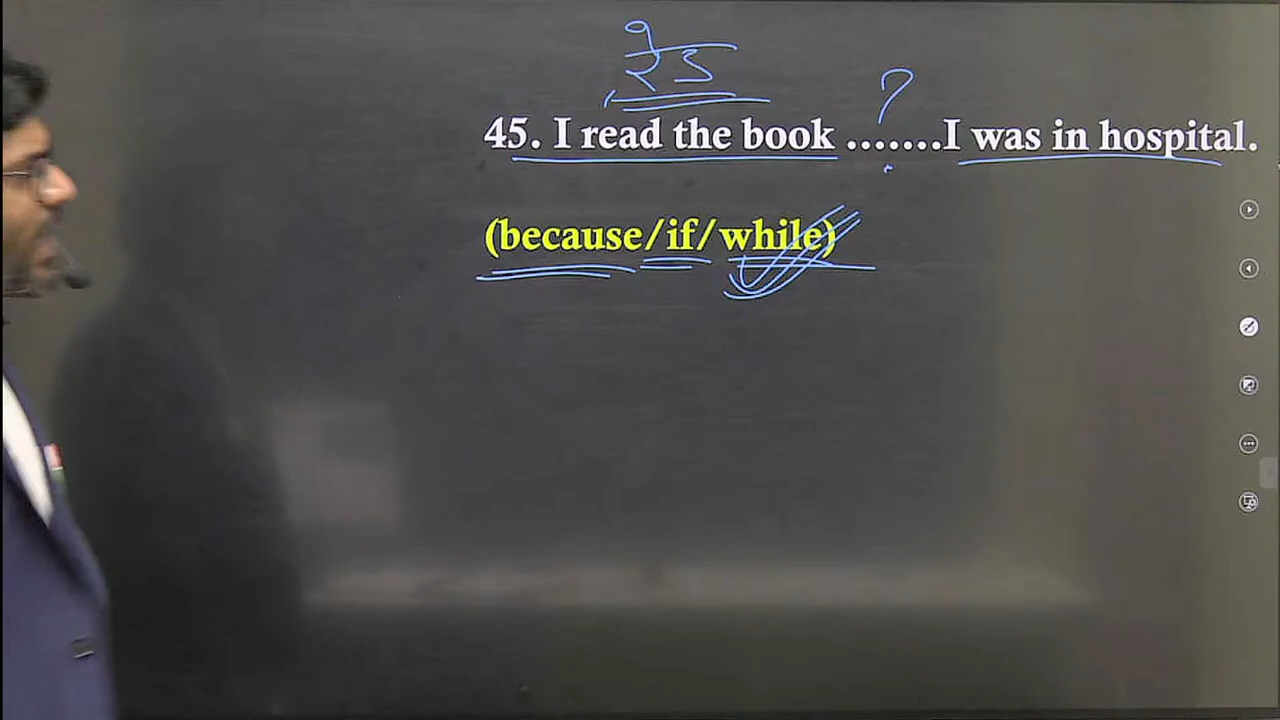 45. I read the book .......I was in hospital.
(because/if/while)